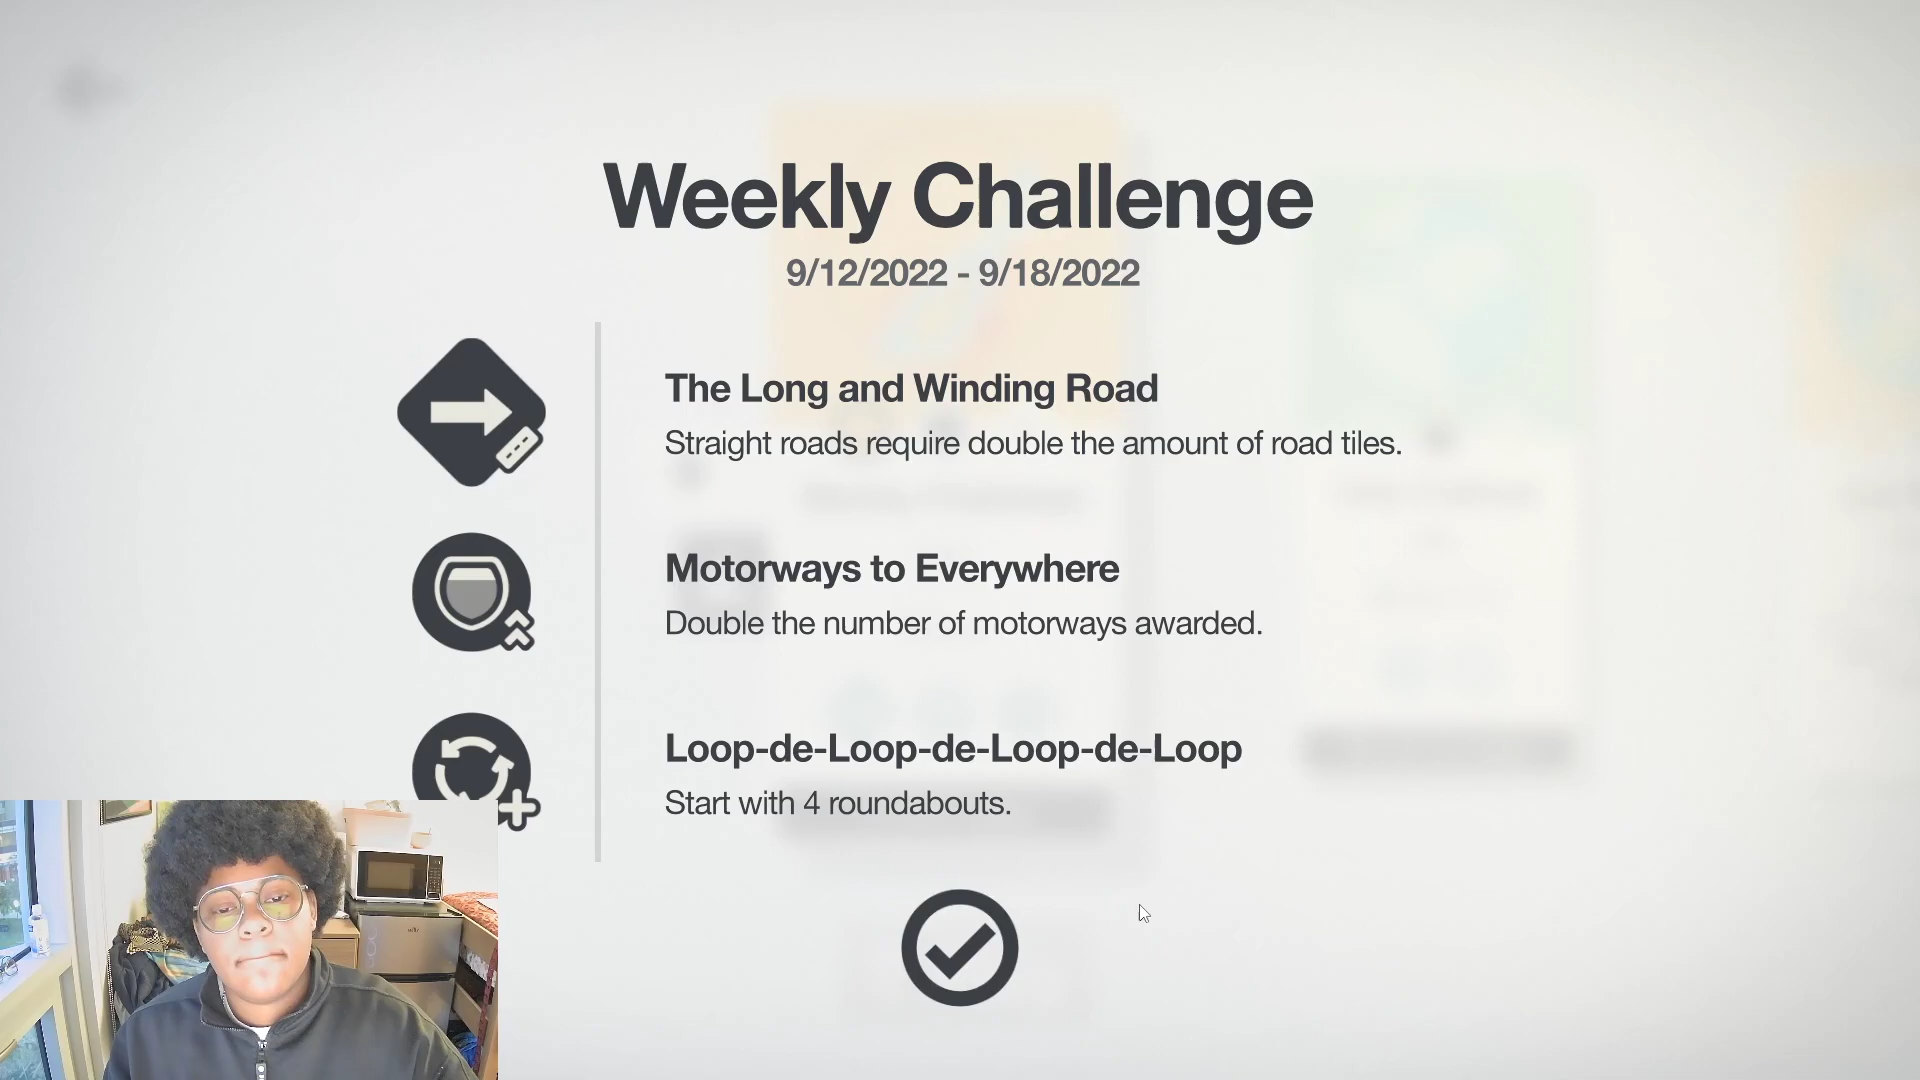 Weekly Challenge
9/12/2022 - 9/18/2022
The Long and Winding Road
Straight roads require double the amount of road tiles.
Motorways to Everywhere
Double the number of motorways awarded.
Loop-de-Loop-de-Loop-de-Loop
Start with 4 roundabouts.